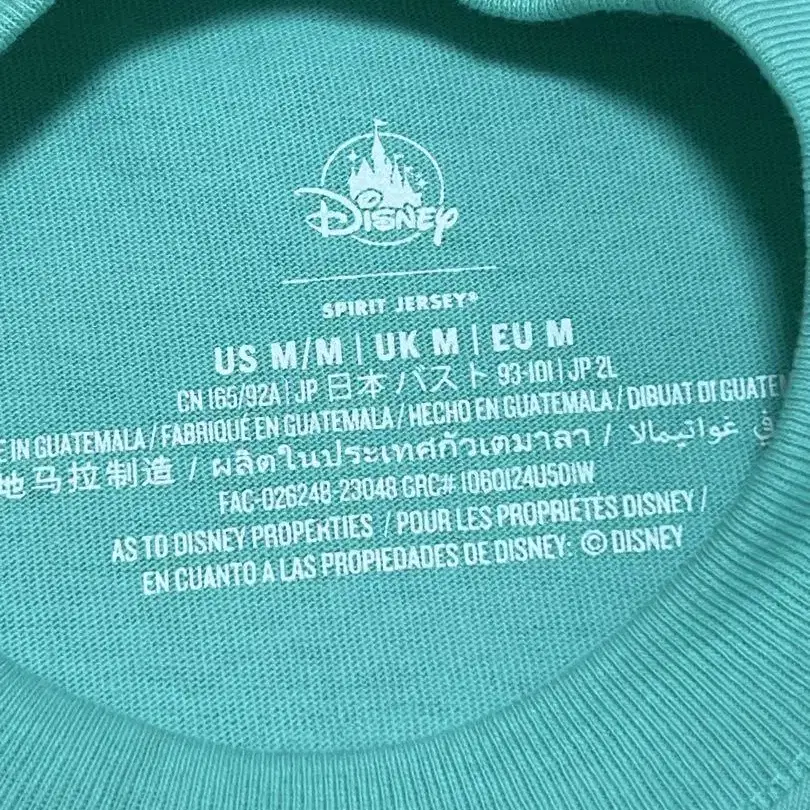 DISNEY
SPIRIT JERSEY®
US M/M | UK M | EU M
CN 165/92A | JP 日本 バスト 93-101 | JP 2L
IN GUATEMALA / FABRIQUÉ EN GUATEMALA / HECHO EN GUATEMALA / DIBUAT DI
地马拉制造 / ผลิตในประเทศกัวเตมาลา / في غواتيمالا
FAC-026248-23048 GRC# 1060124U5D1W
AS TO DISNEY PROPERTIES / POUR LES PROPRIÉTÉS DISNEY /
EN CUANTO A LAS PROPIEDADES DE DISNEY: © DISNEY